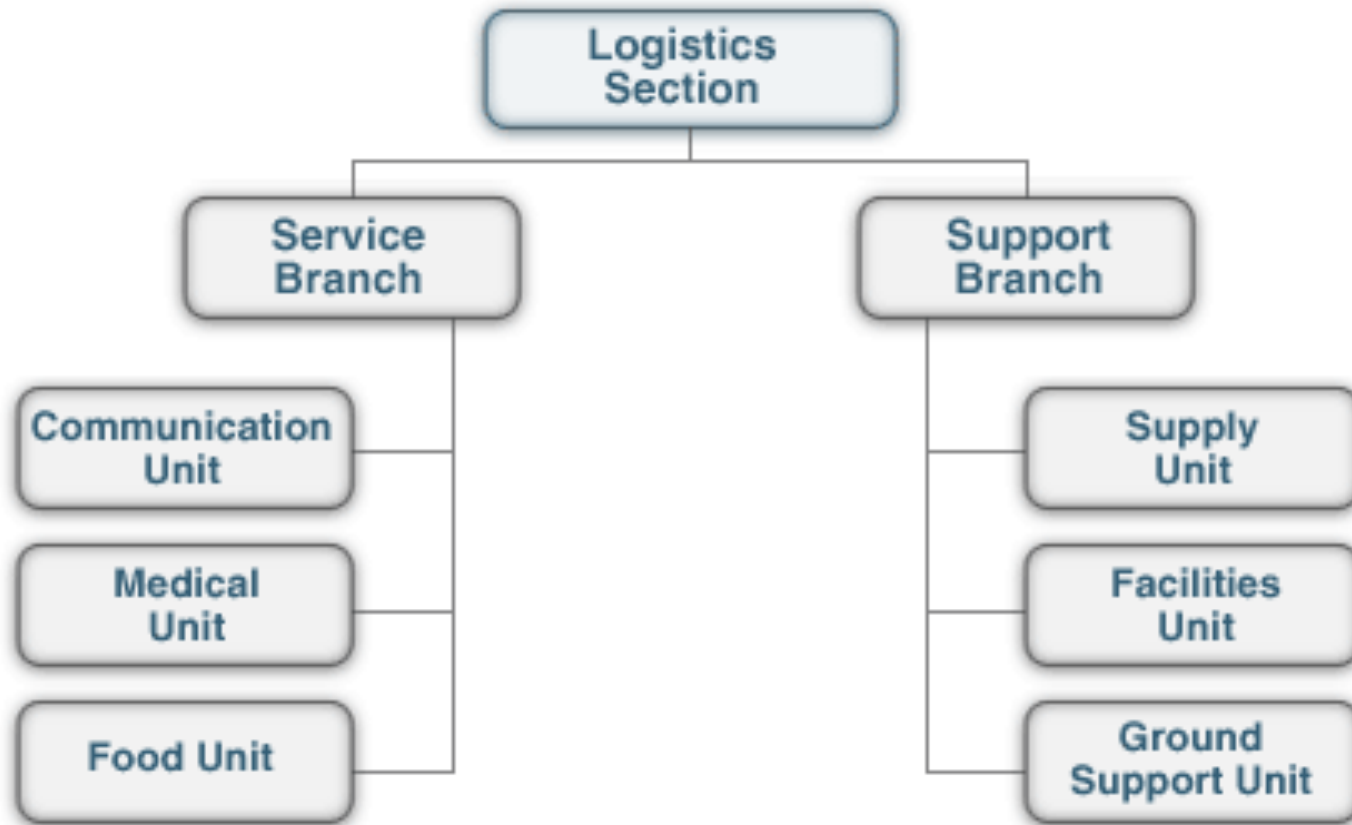 Logistics
Section
Service
Branch
Support
Branch
Communication
Unit
Supply
Unit
Medical
Unit
Facilities
Unit
Food Unit
Ground
Support Unit